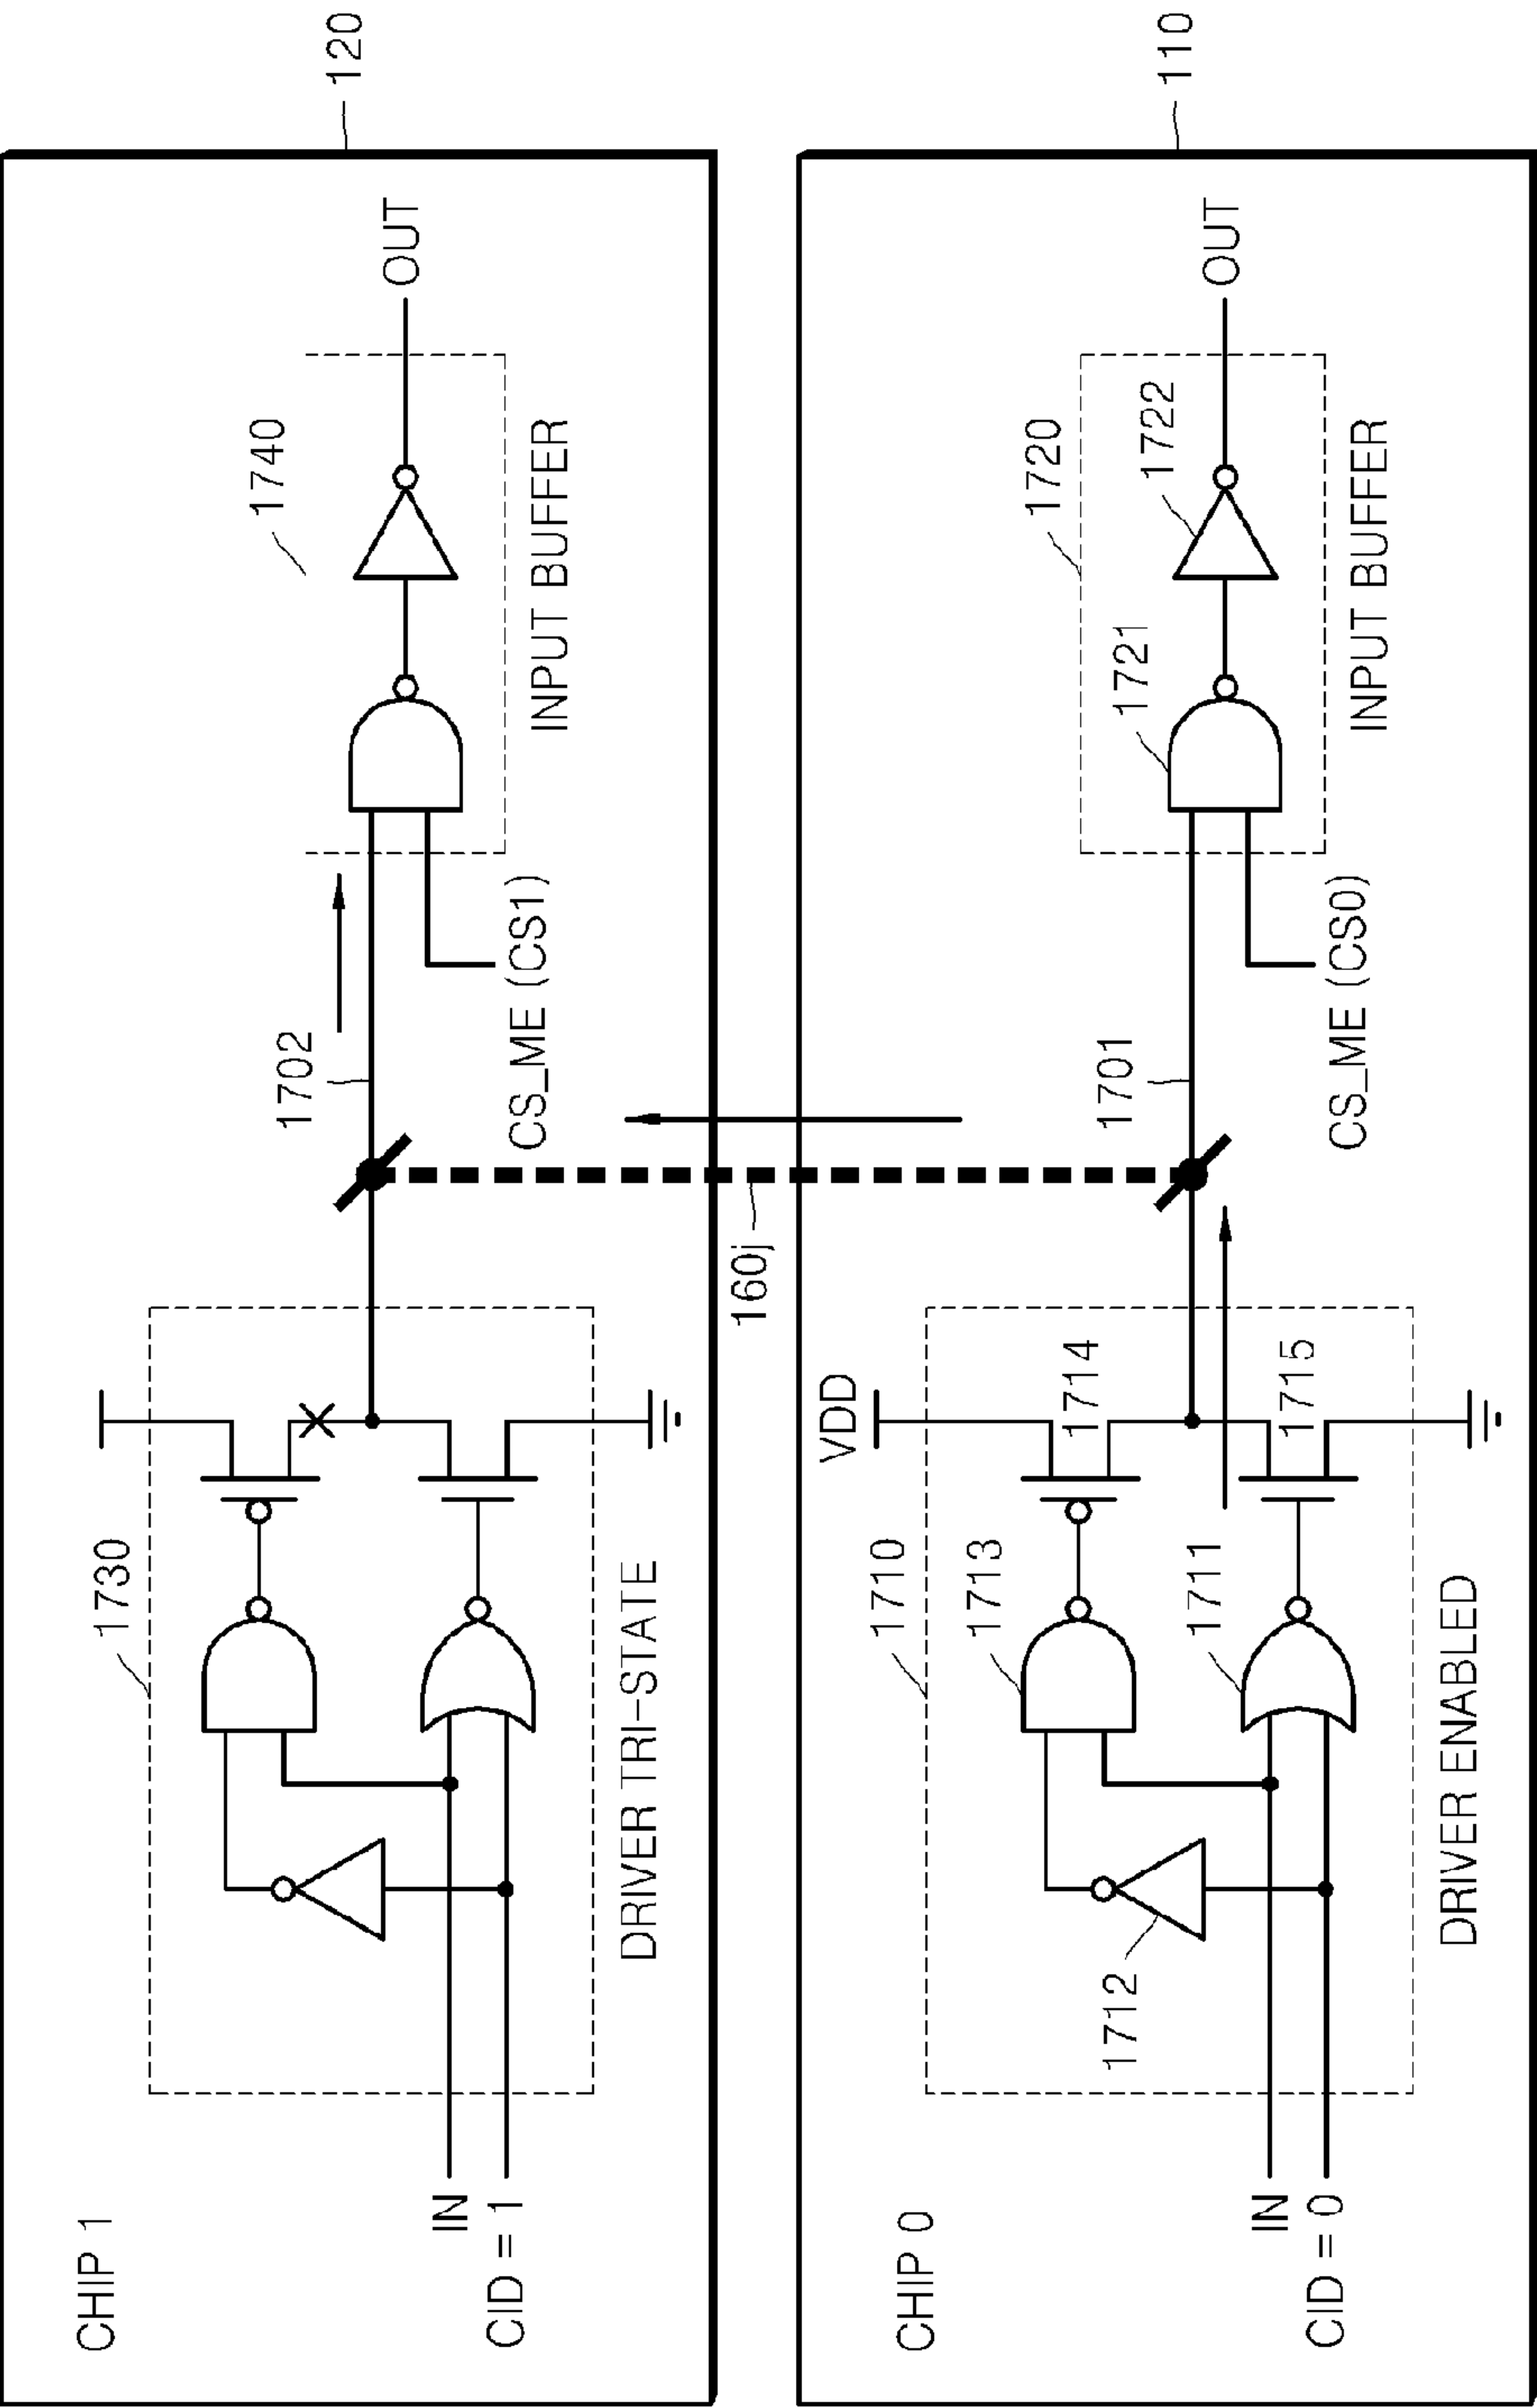 CHIP 1
1730
1702
1740
120
OUT
IN
CID = 1
DRIVER TRI-STATE
CS_ME (CS1)
INPUT BUFFER
160j
CHIP 0
VDD
1710
1713
1714
1701
1720
1721
1722
110
OUT
1712
1711
1715
IN
CID = 0
DRIVER ENABLED
CS_ME (CS0)
INPUT BUFFER